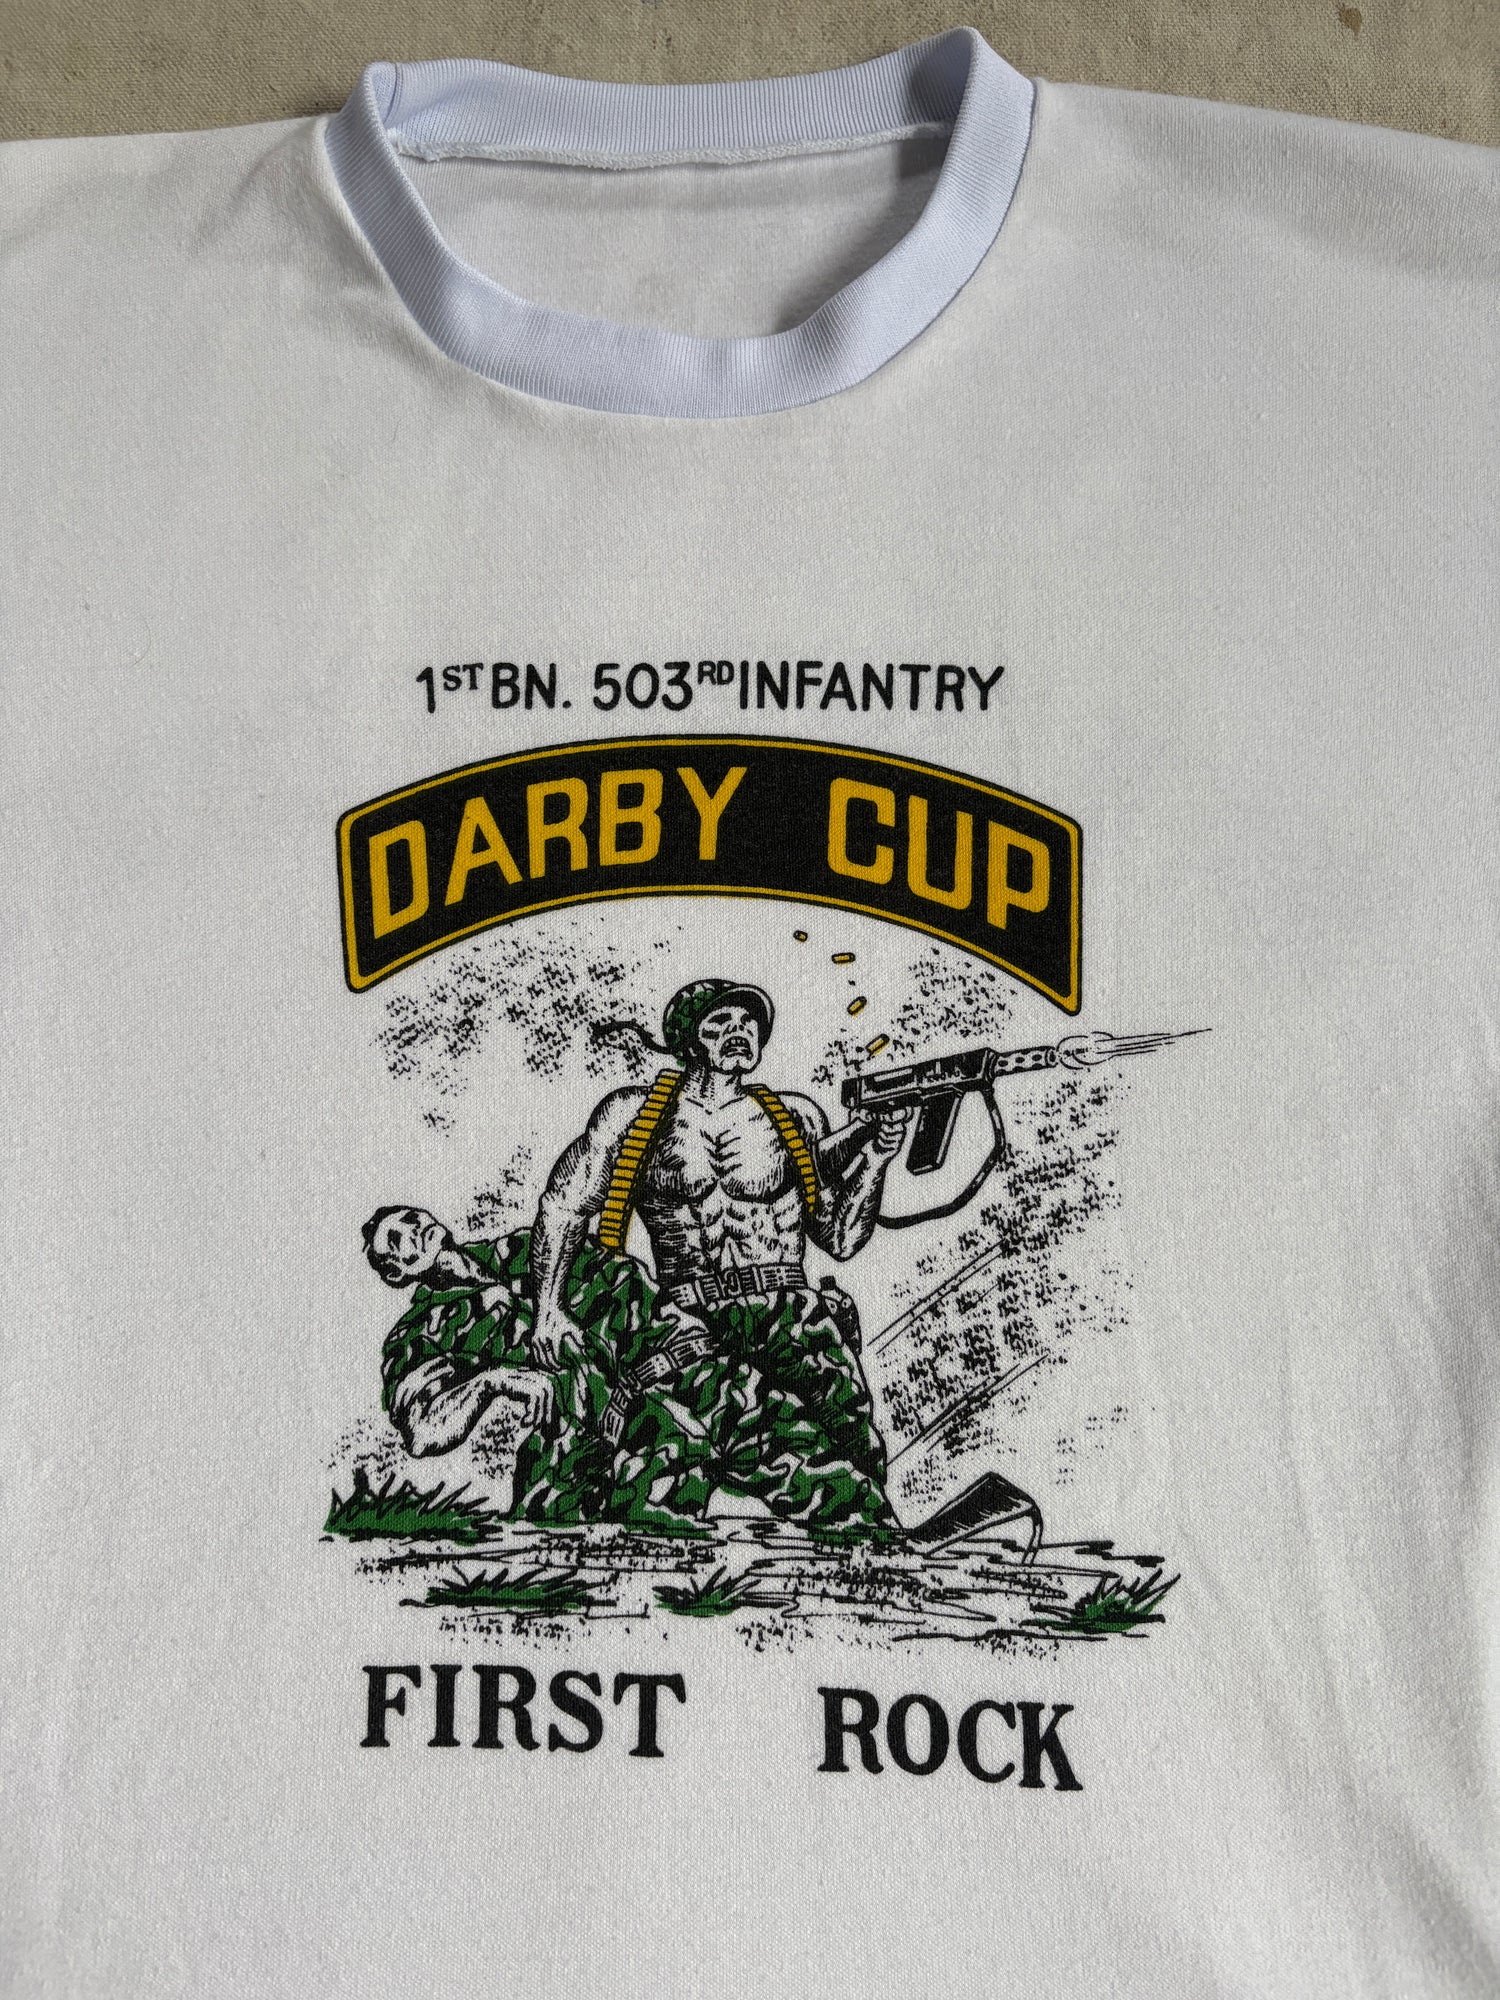 1ST BN. 503RD INFANTRY
DARBY CUP
FIRST ROCK